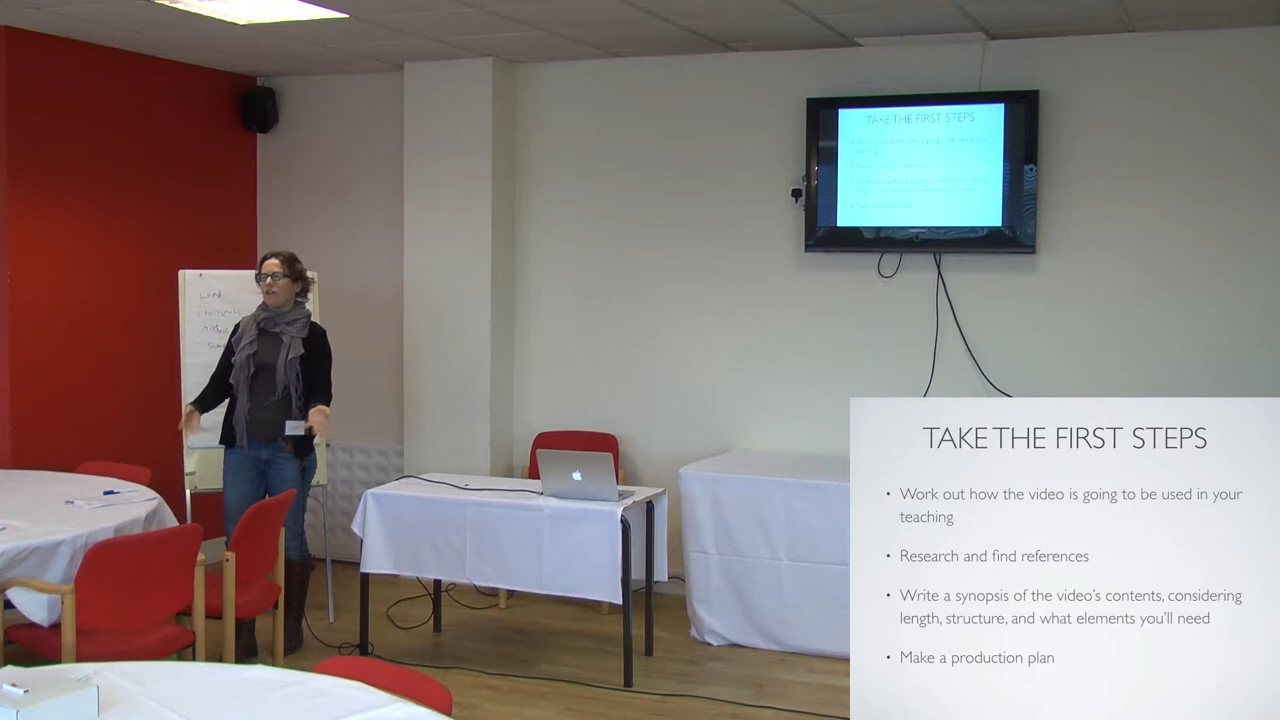 TAKE THE FIRST STEPS
wind
TAKE THE FIRST STEPS
• Work out how the video is going to be used in your
teaching
• Research and find references
• Write a synopsis of the video's contents, considering
length, structure, and what elements you'll need
• Make a production plan